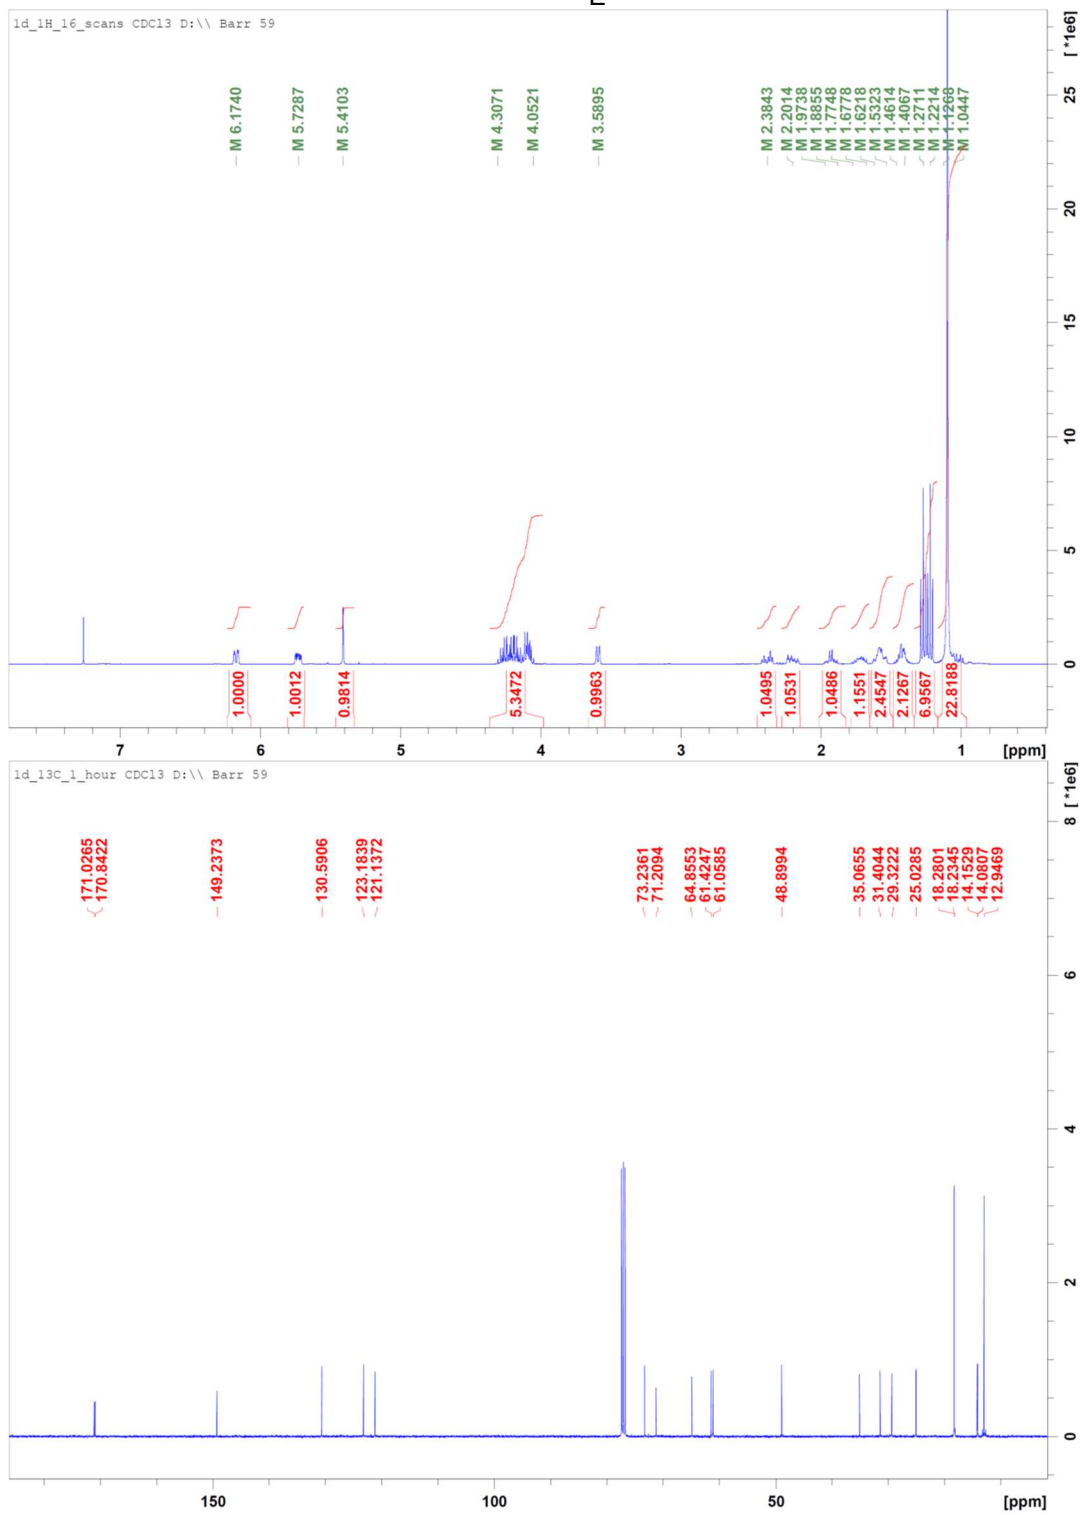 E
1d_1H_16_scans CDCl3 D:\\ Barr 59
[ *1e6]
M 6.1740
M 5.7287
M 5.4103
M 4.3071
M 4.0521
M 3.5895
M 2.3843
M 2.2014
M 1.9738
M 1.8855
M 1.7748
M 1.6778
M 1.6218
M 1.5323
M 1.4614
M 1.4067
M 1.2711
M 1.2214
M 1.1268
M 1.0447
25
20
15
10
5
0
1.0000
1.0012
0.9814
5.3472
0.9963
1.0495
1.0531
1.0486
1.1551
2.4547
2.1267
6.9567
22.8188
7 6 5 4 3 2 1 [ppm]
1d_13C_1_hour CDCl3 D:\\ Barr 59
[ *1e6]
171.0265
170.8422
149.2373
130.5906
123.1839
121.1372
73.2361
71.2094
64.8553
61.4247
61.0585
48.8994
35.0655
31.4044
29.3222
25.0285
18.2801
18.2345
14.1529
14.0807
12.9469
8
6
4
2
0
150 100 50 [ppm]